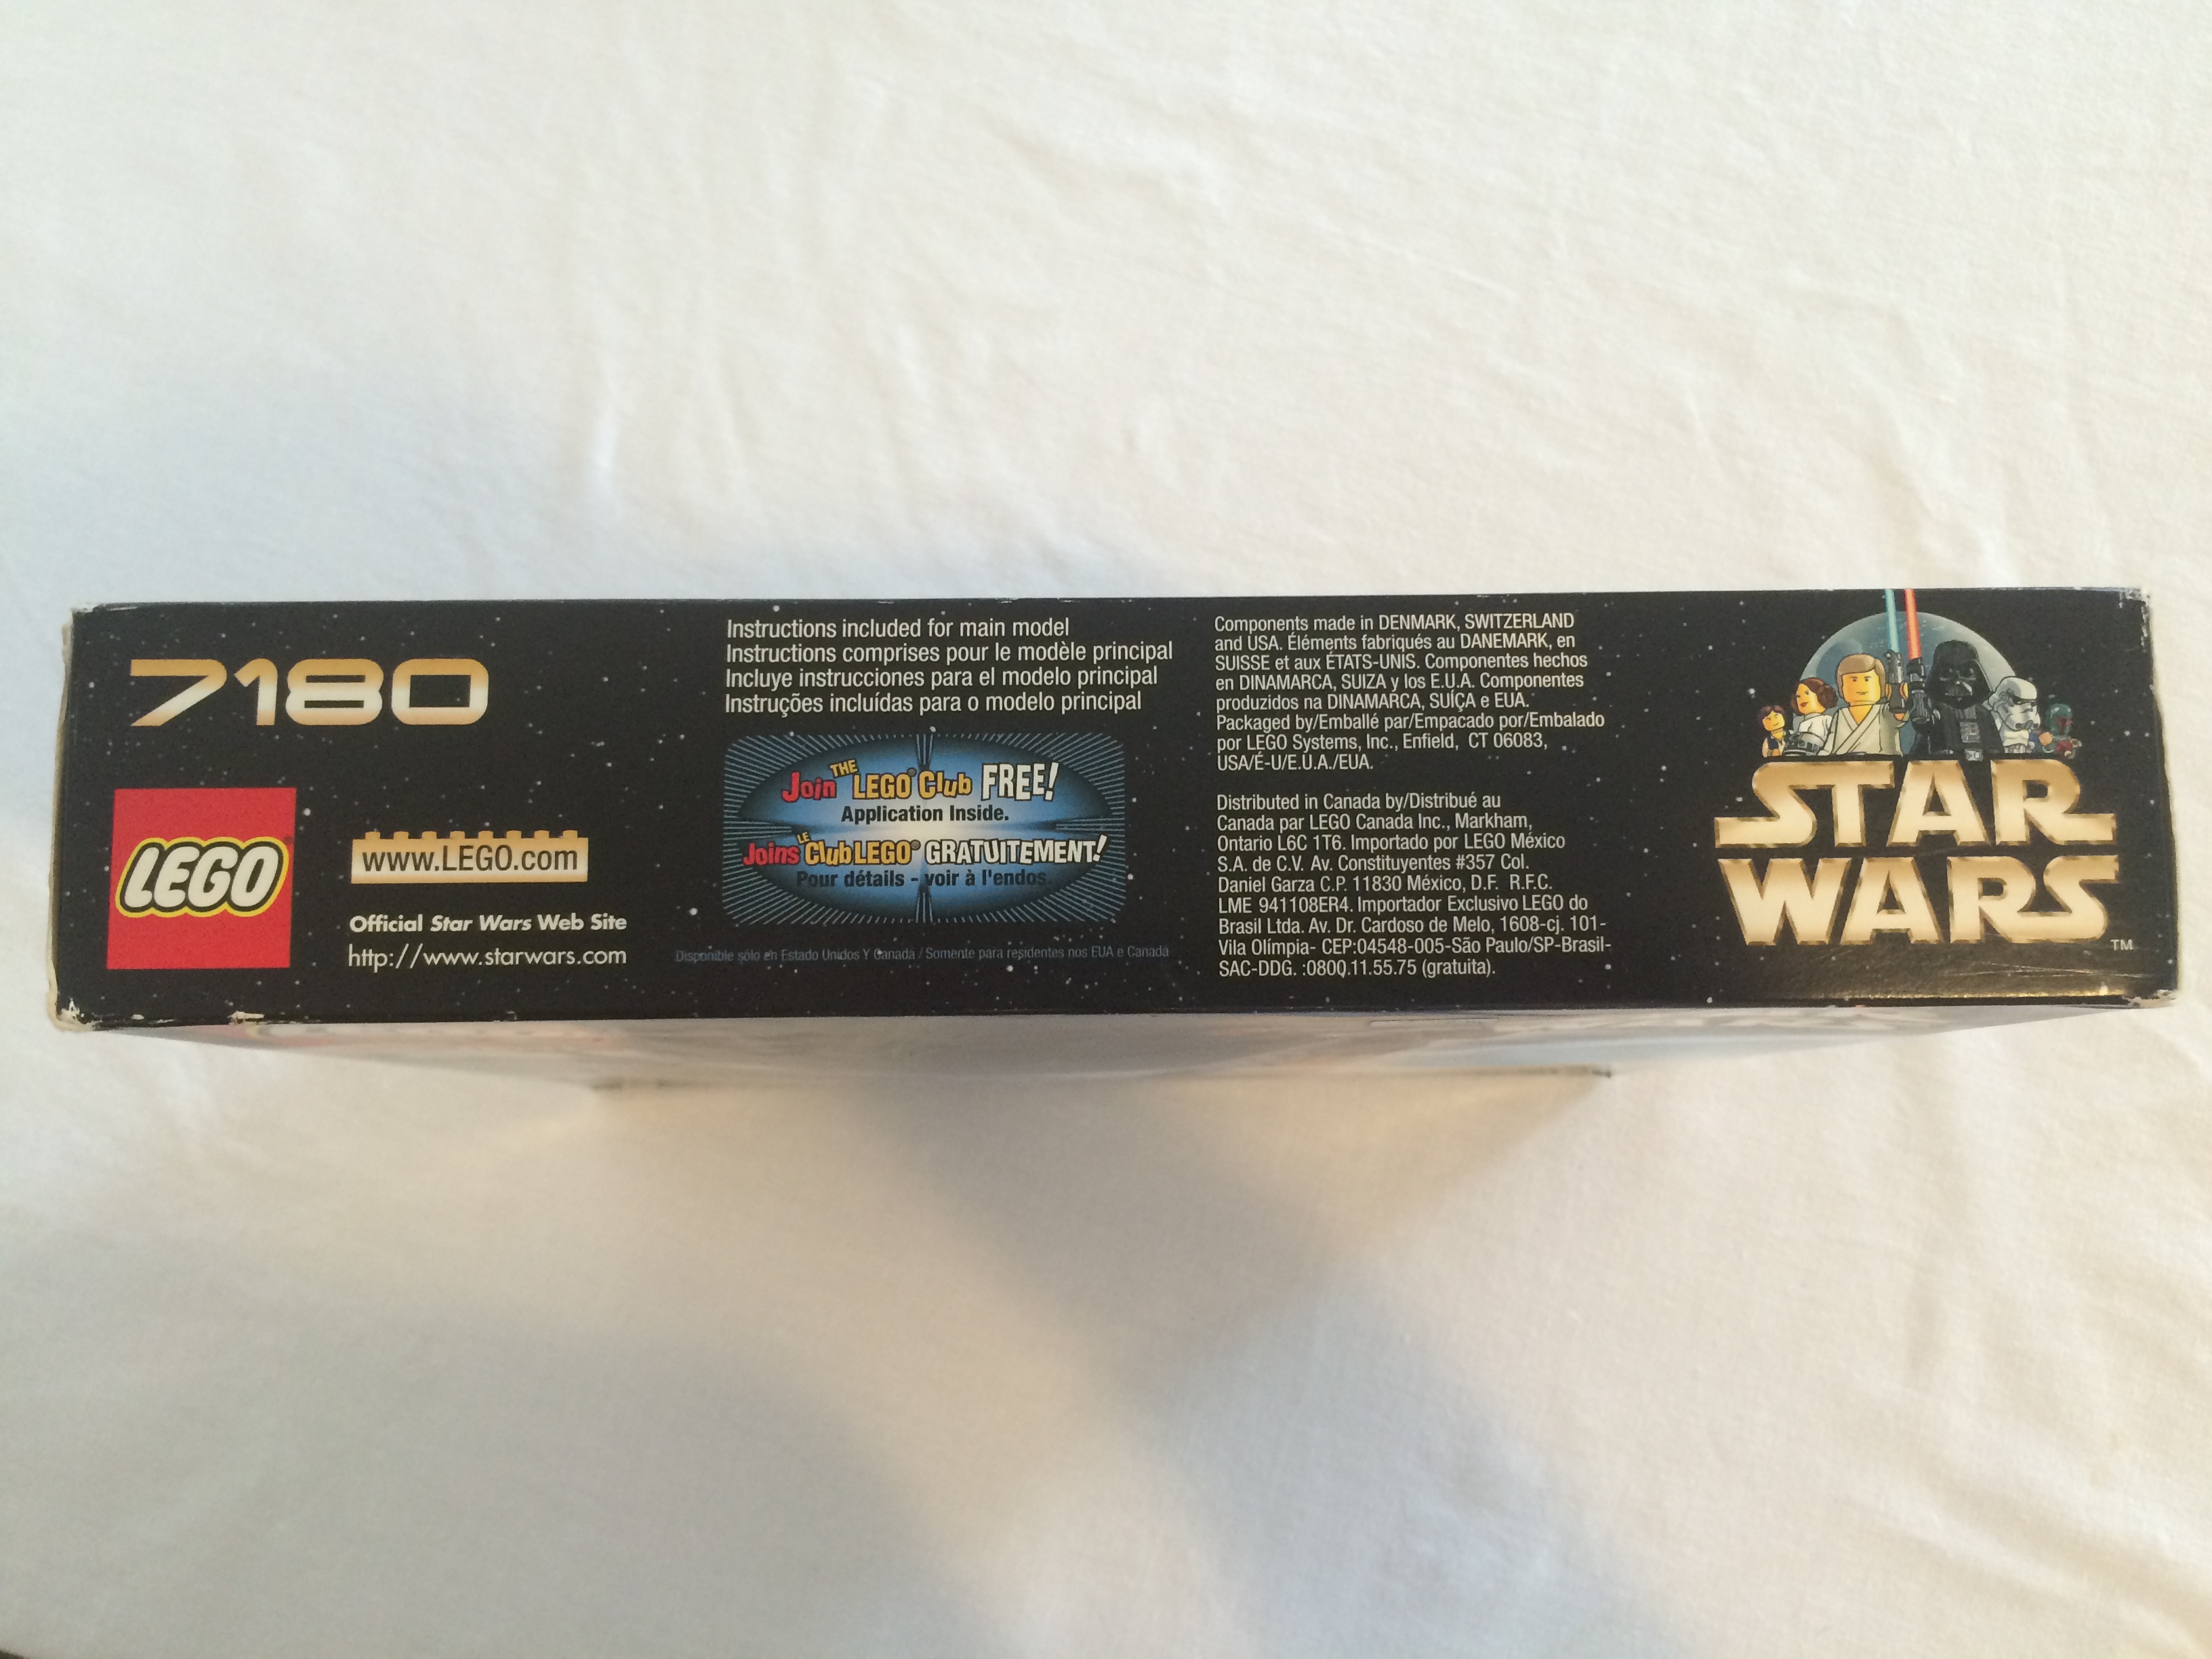 7180
LEGO®
www.LEGO.com
Official Star Wars Web Site
http://www.starwars.com
Instructions included for main model
Instructions comprises pour le modèle principal
Incluye instrucciones para el modelo principal
Instruções incluídas para o modelo principal
Join THE LEGO® Club FREE!
Application Inside.
Joins LE Club LEGO® GRATUITEMENT!
Pour détails - voir à l'endos.
Disponible sólo en Estado Unidos Y Canadá / Somente para residentes nos EUA e Canada
Components made in DENMARK, SWITZERLAND
and USA. Éléments fabriqués au DANEMARK, en
SUISSE et aux ÉTATS-UNIS. Componentes hechos
en DINAMARCA, SUIZA y los E.U.A. Componentes
produzidos na DINAMARCA, SUÍÇA e EUA.
Packaged by/Emballé par/Empacado por/Embalado
por LEGO Systems, Inc., Enfield, CT 06083,
USA/É-U/E.U.A./EUA.
Distributed in Canada by/Distribué au
Canada par LEGO Canada Inc., Markham,
Ontario L6C 1T6. Importado por LEGO México
S.A. de C.V. Av. Constituyentes #357 Col.
Daniel Garza C.P. 11830 México, D.F. R.F.C.
LME 941108ER4. Importador Exclusivo LEGO do
Brasil Ltda. Av. Dr. Cardoso de Melo, 1608-cj. 101-
Vila Olímpia- CEP:04548-005-São Paulo/SP-Brasil-
SAC-DDG. :0800.11.55.75 (gratuita).
STAR
WARS
TM